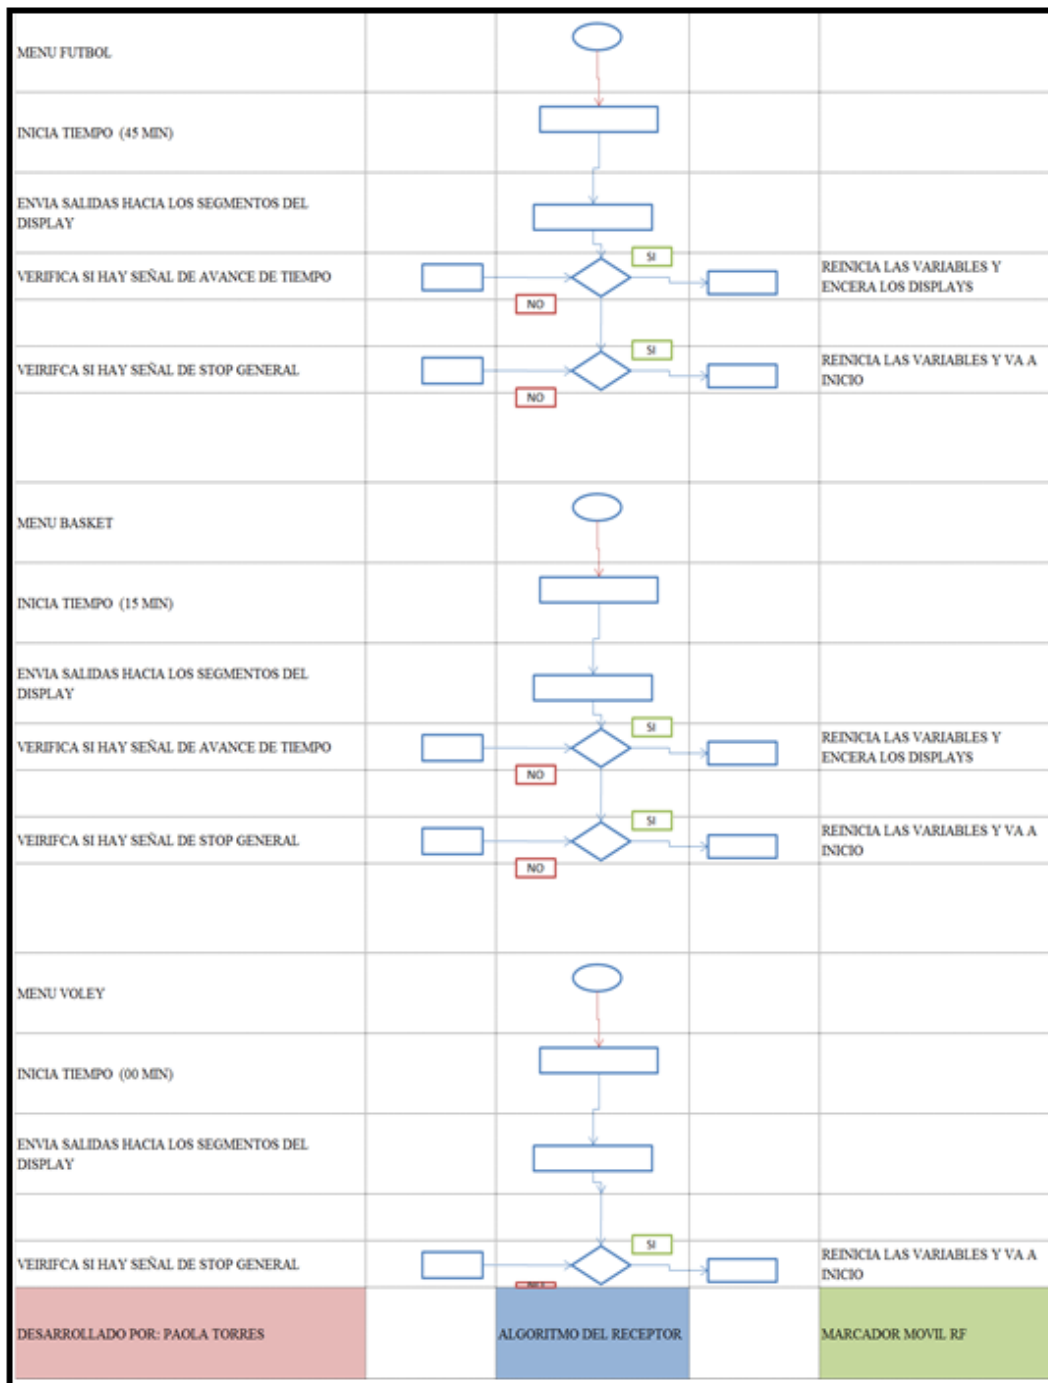 MENU FUTBOL
INICIA TIEMPO (45 MIN)
ENVIA SALIDAS HACIA LOS SEGMENTOS DEL
DISPLAY
SI
VERIFICA SI HAY SEÑAL DE AVANCE DE TIEMPO
REINICIA LAS VARIABLES Y
ENCERA LOS DISPLAYS
NO
SI
VEIRIFCA SI HAY SEÑAL DE STOP GENERAL
REINICIA LAS VARIABLES Y VA A
INICIO
NO
MENU BASKET
INICIA TIEMPO (15 MIN)
ENVIA SALIDAS HACIA LOS SEGMENTOS DEL
DISPLAY
SI
VERIFICA SI HAY SEÑAL DE AVANCE DE TIEMPO
REINICIA LAS VARIABLES Y
ENCERA LOS DISPLAYS
NO
SI
VEIRIFCA SI HAY SEÑAL DE STOP GENERAL
REINICIA LAS VARIABLES Y VA A
INICIO
NO
MENU VOLEY
INICIA TIEMPO (00 MIN)
ENVIA SALIDAS HACIA LOS SEGMENTOS DEL
DISPLAY
SI
VEIRIFCA SI HAY SEÑAL DE STOP GENERAL
REINICIA LAS VARIABLES Y VA A
INICIO
DESARROLLADO POR: PAOLA TORRES
ALGORITMO DEL RECEPTOR
MARCADOR MOVIL RF